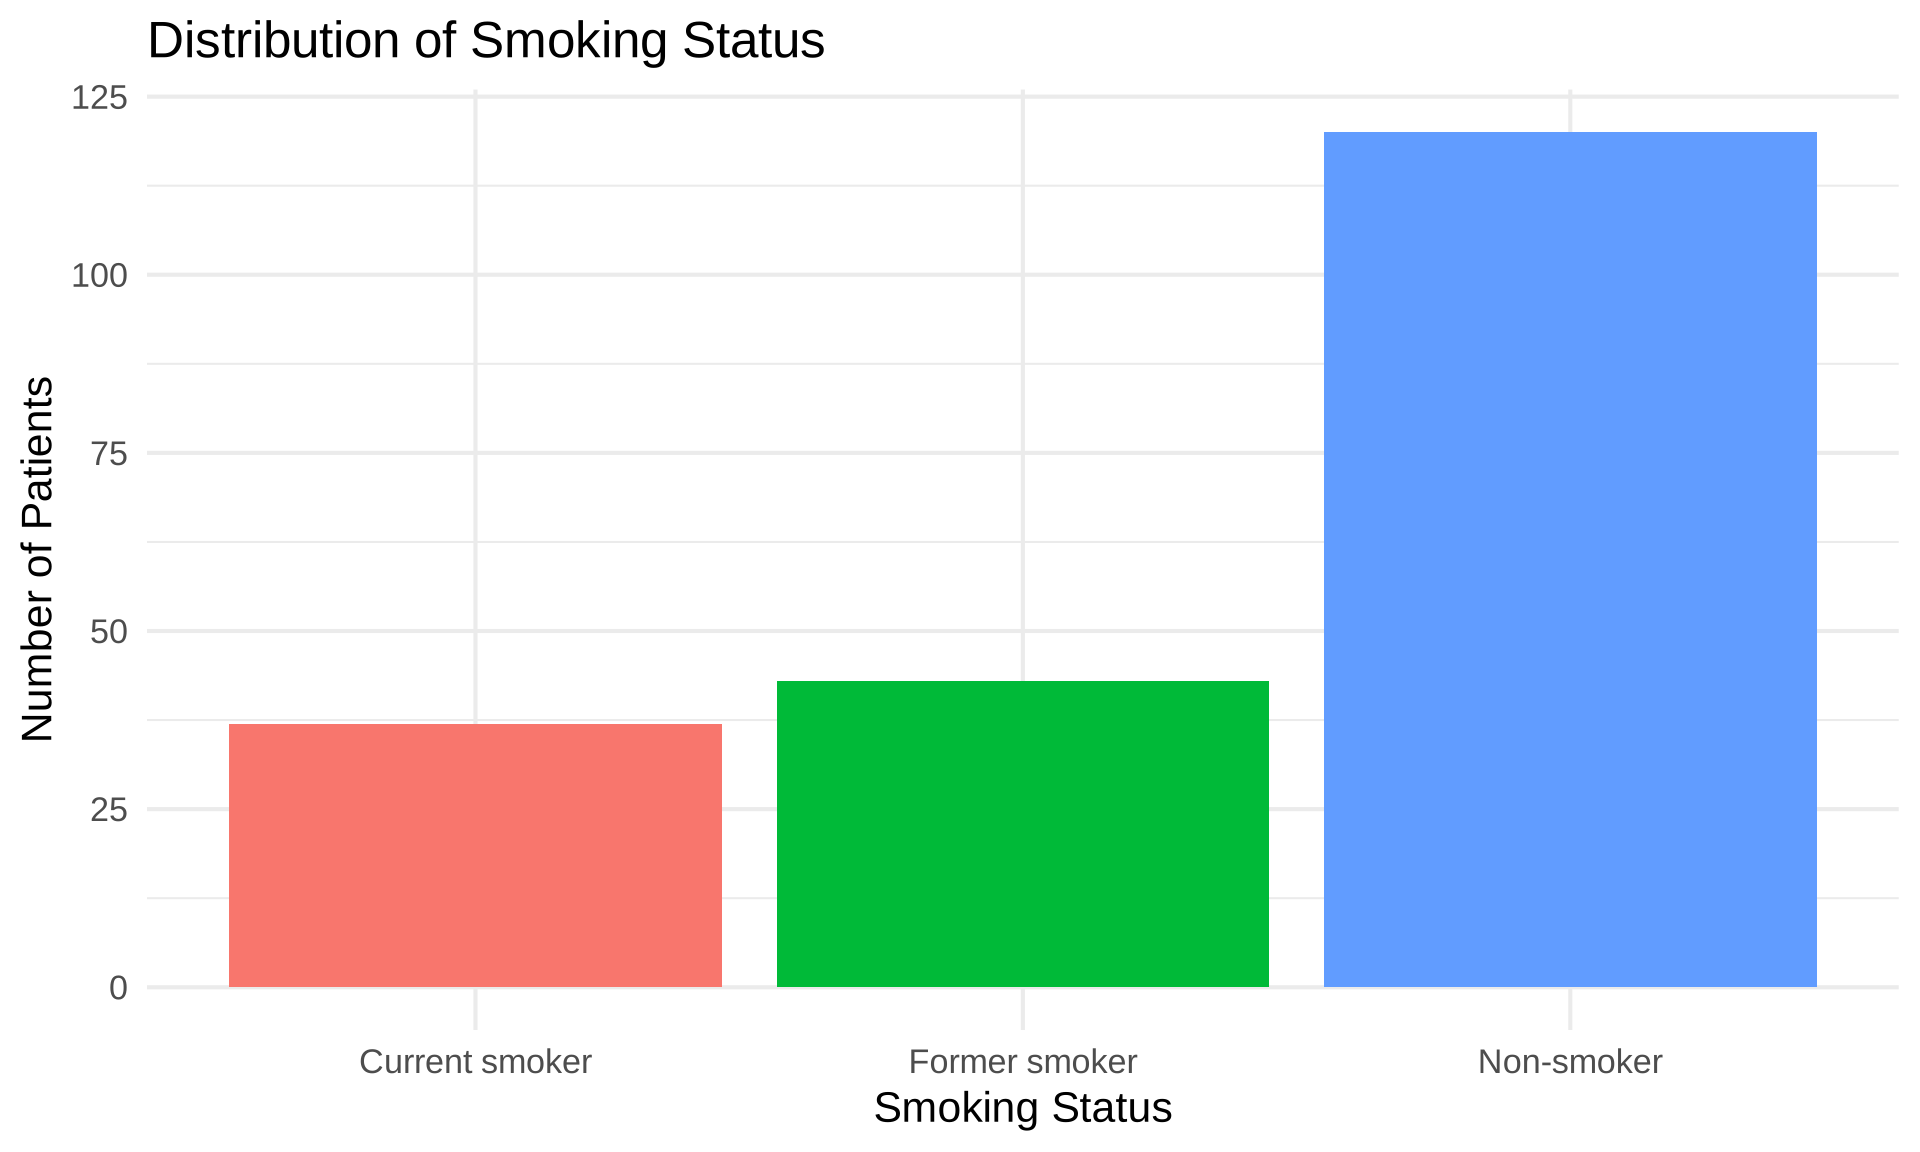 Distribution of Smoking Status
125
100
75
50
25
0
Number of Patients
Current smoker Former smoker Non-smoker
Smoking Status